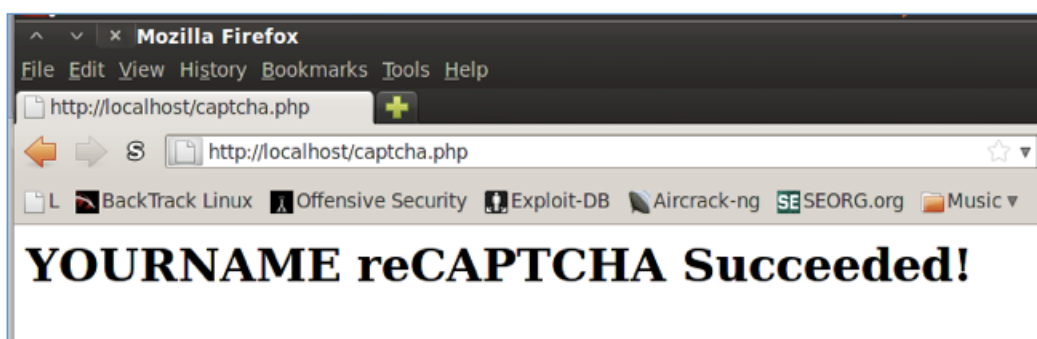 Mozilla Firefox
File Edit View History Bookmarks Tools Help
http://localhost/captcha.php
S http://localhost/captcha.php
L BackTrack Linux Offensive Security Exploit-DB Aircrack-ng SE SEORG.org Music
YOURNAME reCAPTCHA Succeeded!